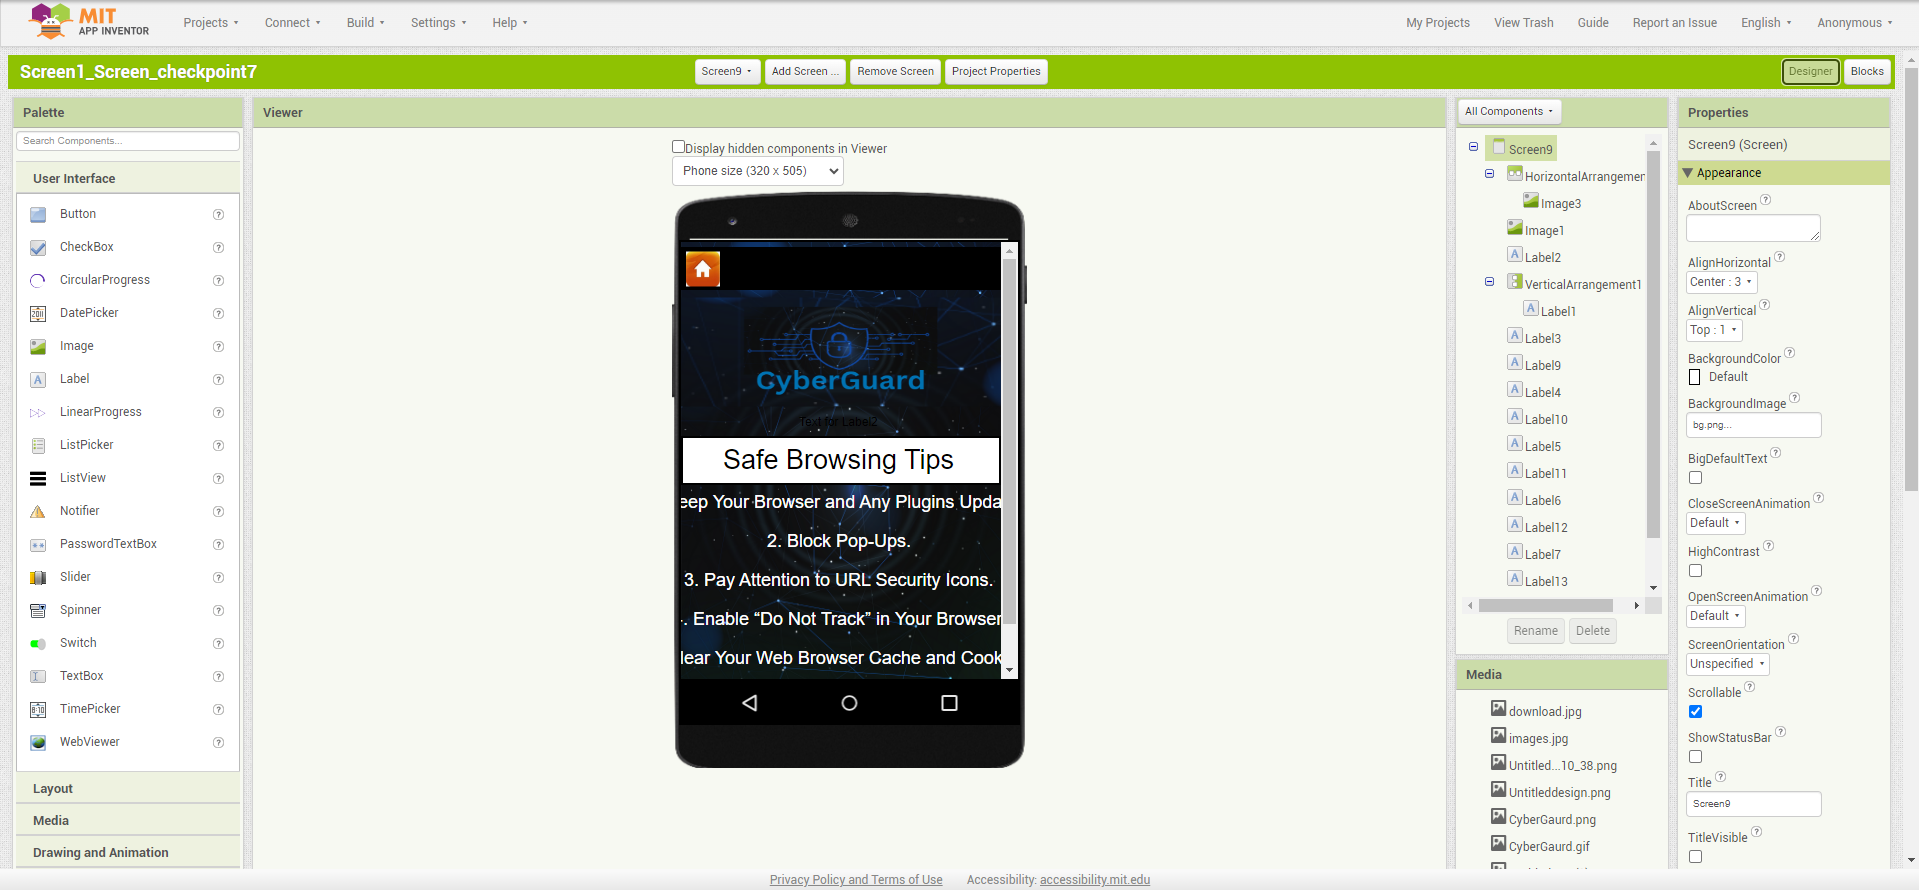 MIT
APP INVENTOR
Projects
Connect
Build
Settings
Help
My Projects
View Trash
Guide
Report an Issue
English
Anonymous
Screen1_Screen_checkpoint7
Screen9
Add Screen ...
Remove Screen
Project Properties
Designer
Blocks
Palette
Search Components...
User Interface
Button
CheckBox
CircularProgress
DatePicker
Image
Label
LinearProgress
ListPicker
ListView
Notifier
PasswordTextBox
Slider
Spinner
Switch
TextBox
TimePicker
WebViewer
Layout
Media
Drawing and Animation
Viewer
Display hidden components in Viewer
Phone size (320 x 505)
CyberGuard
Text for Label2
Safe Browsing Tips
eep Your Browser and Any Plugins Upda
2. Block Pop-Ups.
3. Pay Attention to URL Security Icons.
. Enable “Do Not Track” in Your Browser
lear Your Web Browser Cache and Cook
All Components
Screen9
HorizontalArrangemen
Image3
Image1
Label2
VerticalArrangement1
Label1
Label3
Label9
Label4
Label10
Label5
Label11
Label6
Label12
Label7
Label13
Rename
Delete
Media
download.jpg
images.jpg
Untitled...10_38.png
Untitleddesign.png
CyberGaurd.png
CyberGaurd.gif
Properties
Screen9 (Screen)
Appearance
AboutScreen
AlignHorizontal
Center : 3
AlignVertical
Top : 1
BackgroundColor
Default
BackgroundImage
bg.png...
BigDefaultText
CloseScreenAnimation
Default
HighContrast
OpenScreenAnimation
Default
ScreenOrientation
Unspecified
Scrollable
ShowStatusBar
Title
Screen9
TitleVisible
Privacy Policy and Terms of Use
Accessibility: accessibility.mit.edu